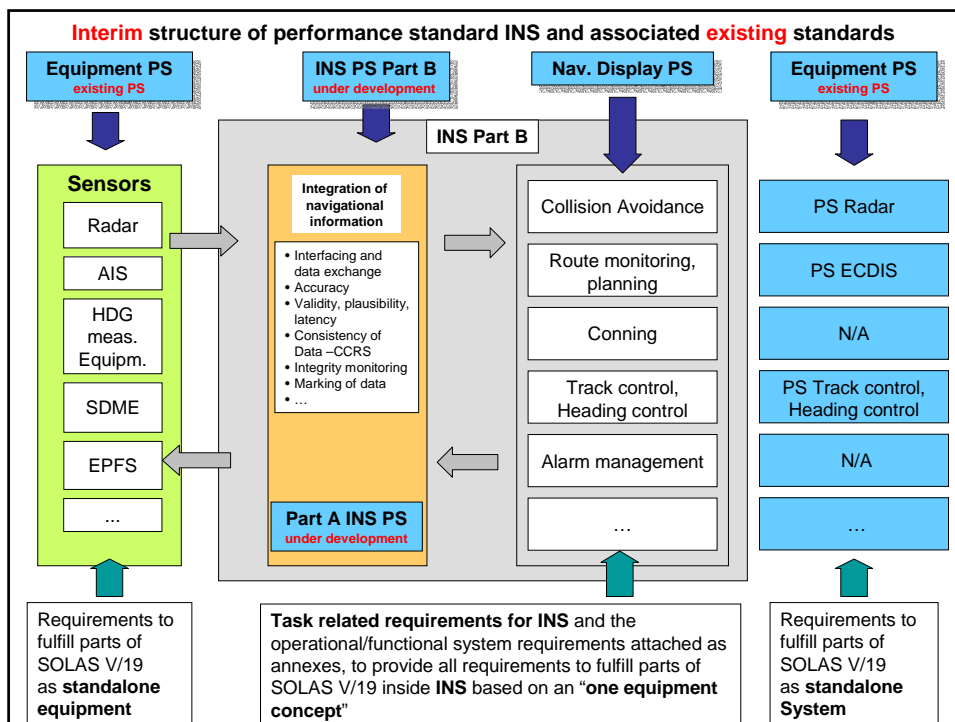 Interim structure of performance standard INS and associated existing standards
Equipment PS
existing PS
INS PS Part B
under development
Nav. Display PS
Equipment PS
existing PS
INS Part B
Sensors
Radar
AIS
HDG
meas.
Equipm.
SDME
EPFS
...
Integration of
navigational
information
• Interfacing and
data exchange
• Accuracy
• Validity, plausibility,
latency
• Consistency of
Data –CCRS
• Integrity monitoring
• Marking of data
• …
Part A INS PS
under development
Collision Avoidance
Route monitoring,
planning
Conning
Track control,
Heading control
Alarm management
…
PS Radar
PS ECDIS
N/A
PS Track control,
Heading control
N/A
…
Requirements to
fulfill parts of
SOLAS V/19
as standalone
equipment
Task related requirements for INS and the
operational/functional system requirements attached as
annexes, to provide all requirements to fulfill parts of
SOLAS V/19 inside INS based on an “one equipment
concept”
Requirements to
fulfill parts of
SOLAS V/19
as standalone
System